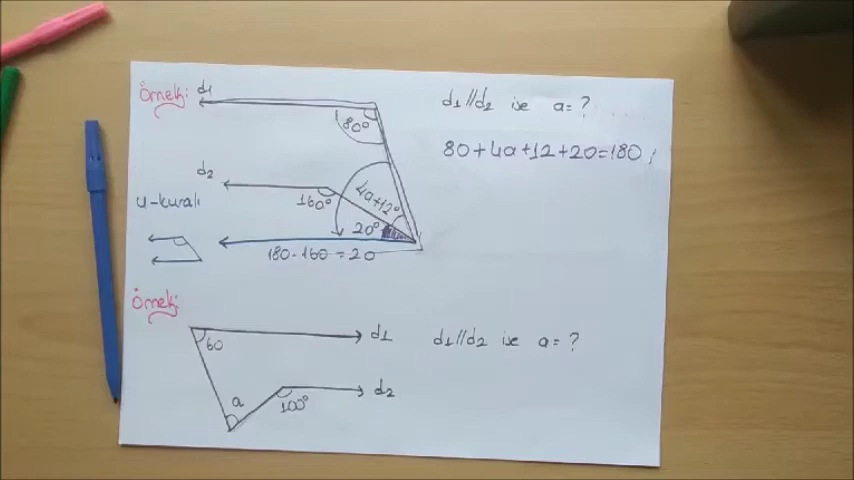 Örnek: d1
d1//d2 ise a=?
80°
80+4a+12+20=180
d2
4a+12°
u-kuralı
160°
20°
180-160=20
Örnek:
d1
60
d1//d2 ise a=?
a
d2
100°